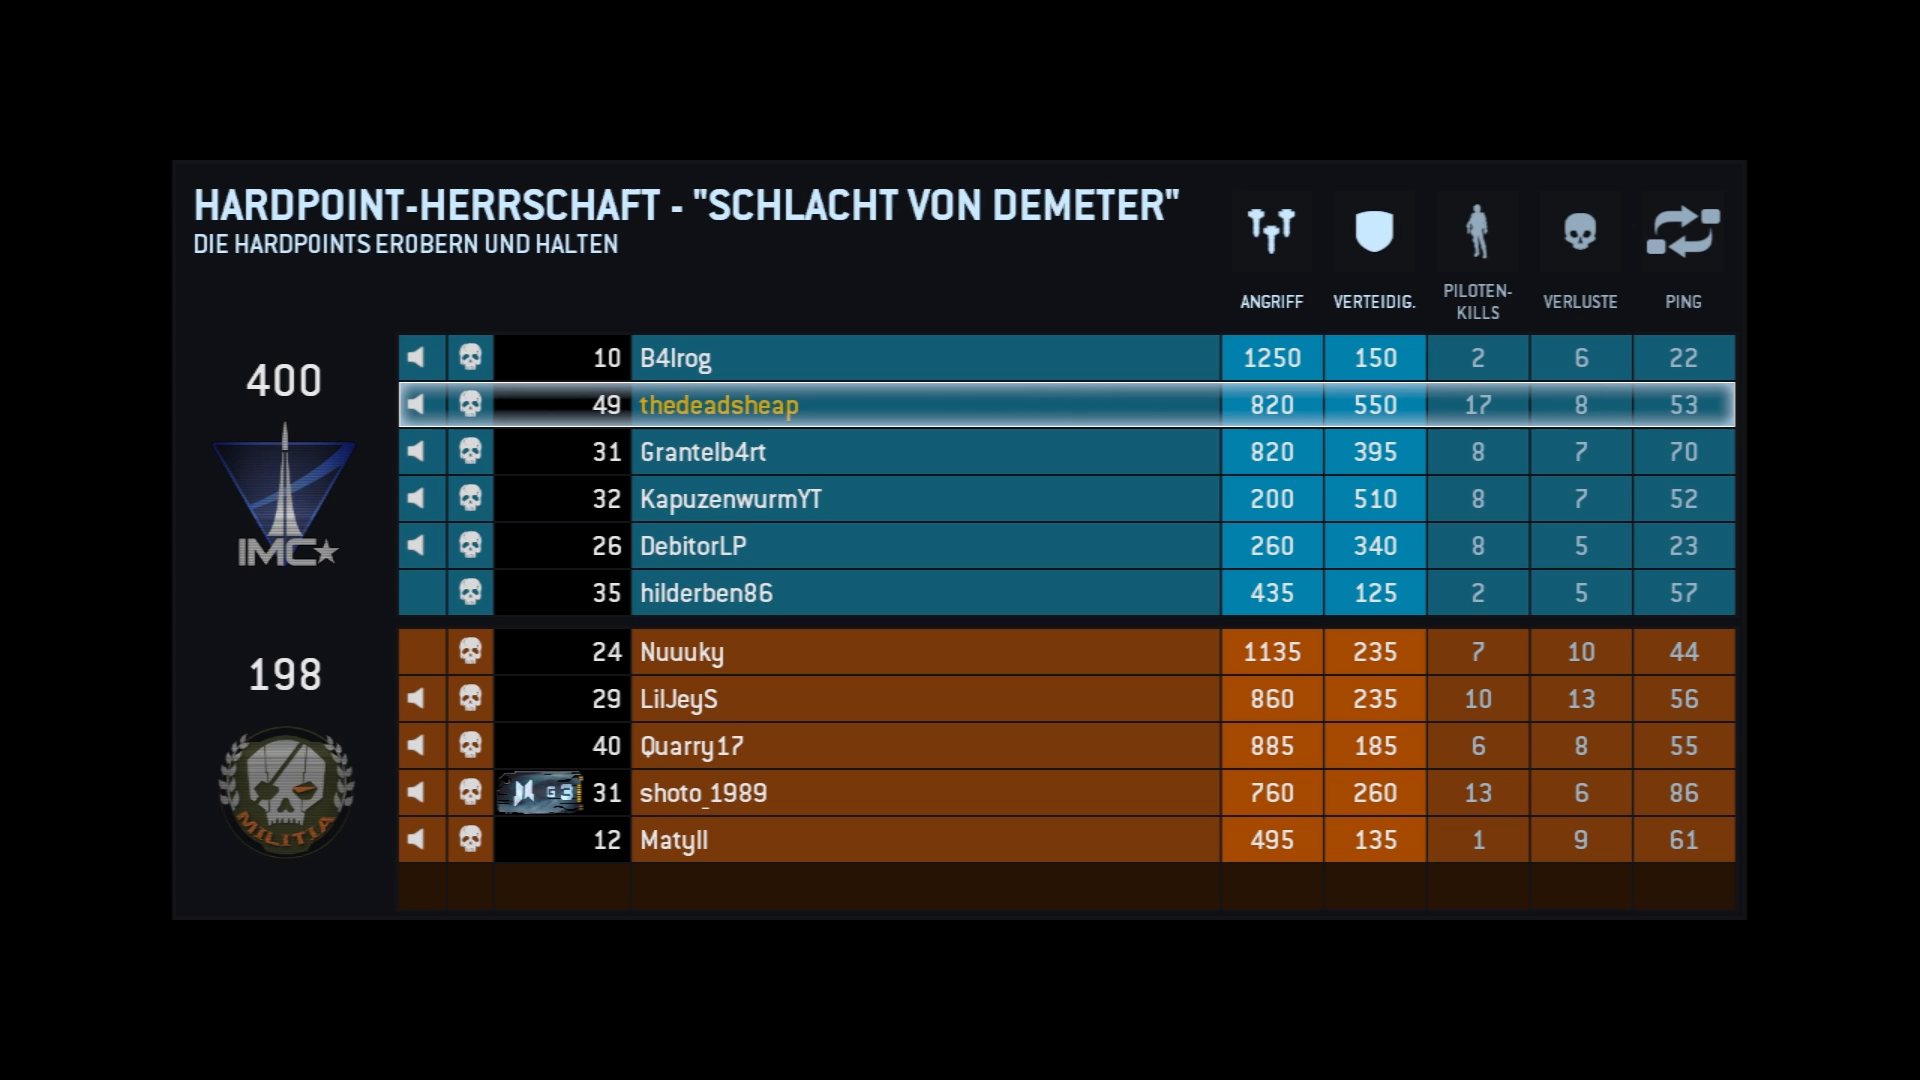 HARDPOINT-HERRSCHAFT - "SCHLACHT VON DEMETER"
DIE HARDPOINTS EROBERN UND HALTEN
ANGRIFF VERTEIDIG. PILOTEN-KILLS VERLUSTE PING
400
IMC
10 B4lrog 1250 150 2 6 22
49 thedeadsheap 820 550 17 8 53
31 Grantelb4rt 820 395 8 7 70
32 KapuzenwurmYT 200 510 8 7 52
26 DebitorLP 260 340 8 5 23
35 hilderben86 435 125 2 5 57
198
MILITIA
24 Nuuuky 1135 235 7 10 44
29 LilJeyS 860 235 10 13 56
40 Quarry17 885 185 6 8 55
G3 31 shoto_1989 760 260 13 6 86
12 Matyll 495 135 1 9 61